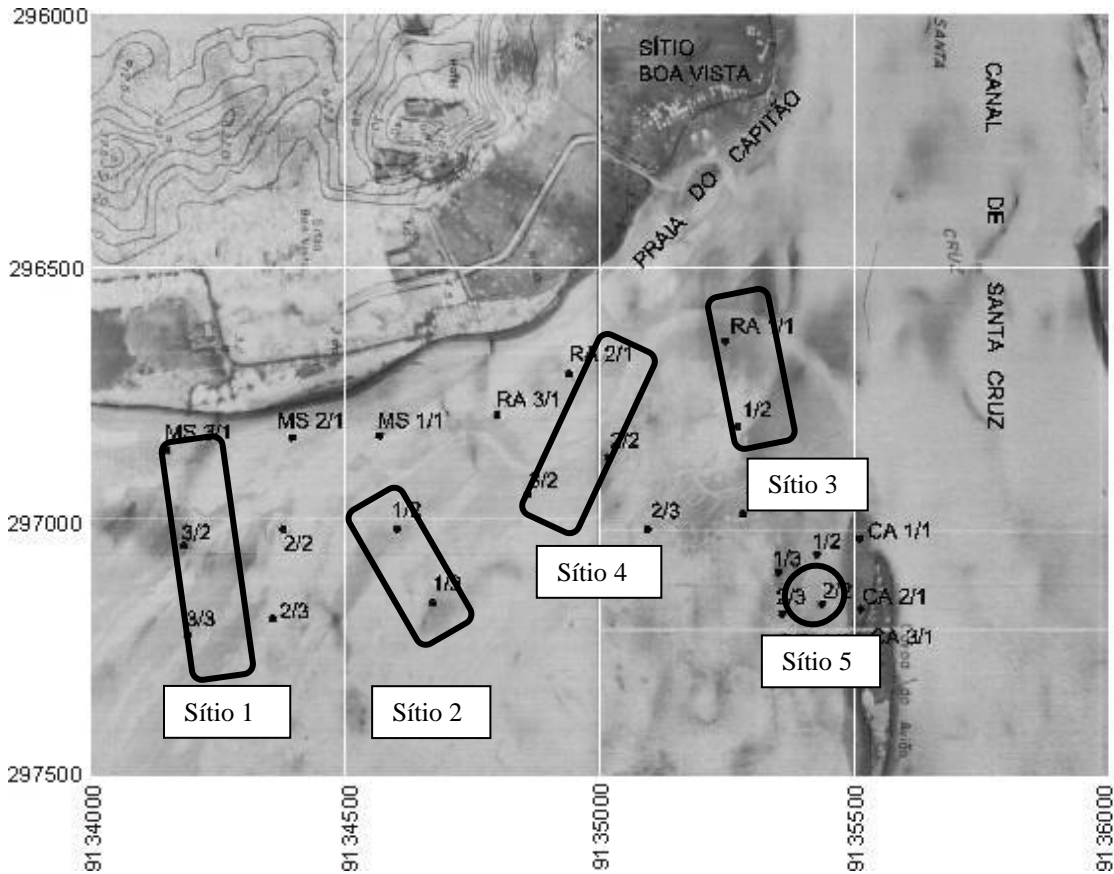 296000
296500
297000
297500
SÍTIO
BOA VISTA
PRAIA DO CAPITÃO
SANTA
CRUZ
CANAL
DE
SANTA CRUZ
RA 1/1
1/2
RA 2/1
2/2
RA 3/1
3/2
2/3
MS 3/1
MS 2/1
MS 1/1
3/2
2/2
1/2
3/3
2/3
1/3
CA 1/1
1/2
1/3
CA 2/1
2/2
2/3
CA 3/1
Sítio 3
Sítio 4
Sítio 5
Sítio 1
Sítio 2
9134000
9134500
9135000
9135500
9136000